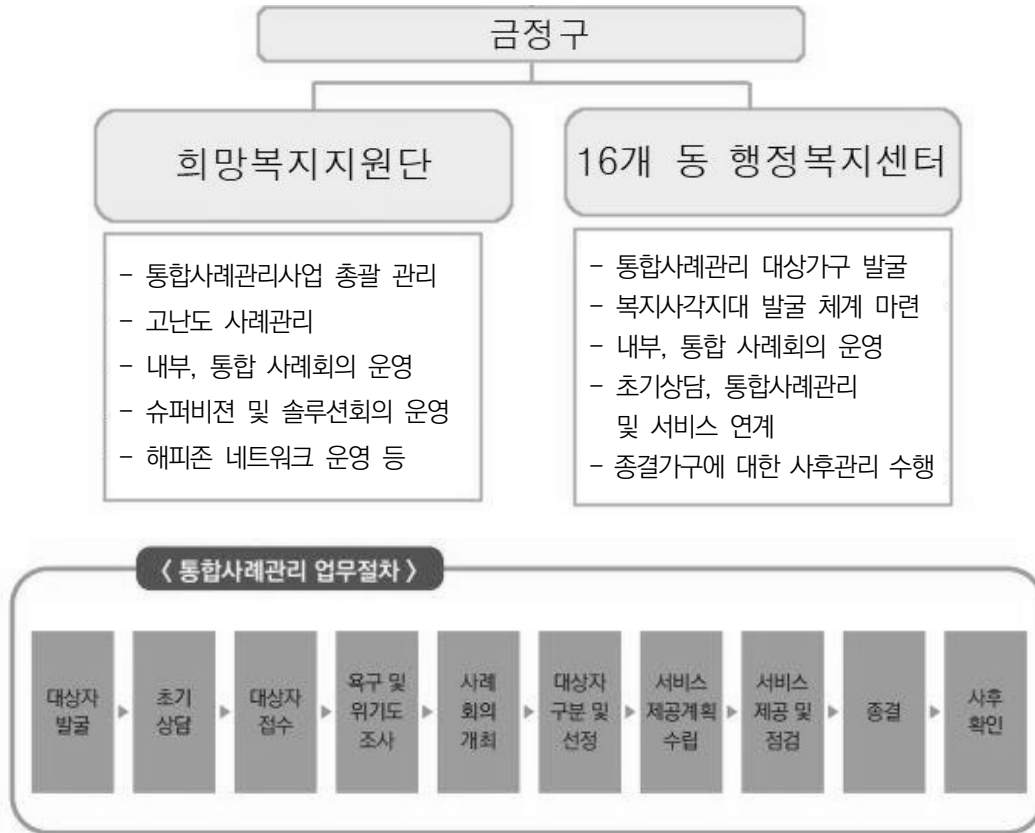 금정구
희망복지지원단
16개 동 행정복지센터
- 통합사례관리사업 총괄 관리
- 고난도 사례관리
- 내부, 통합 사례회의 운영
- 슈퍼비젼 및 솔루션회의 운영
- 해피존 네트워크 운영 등
- 통합사례관리 대상가구 발굴
- 복지사각지대 발굴 체계 마련
- 내부, 통합 사례회의 운영
- 초기상담, 통합사례관리
및 서비스 연계
- 종결가구에 대한 사후관리 수행
〈 통합사례관리 업무절차 〉
대상자
발굴
초기
상담
대상자
접수
욕구 및
위기도
조사
사례
회의
개최
대상자
구분 및
선정
서비스
제공계획
수립
서비스
제공 및
점검
종결
사후
확인